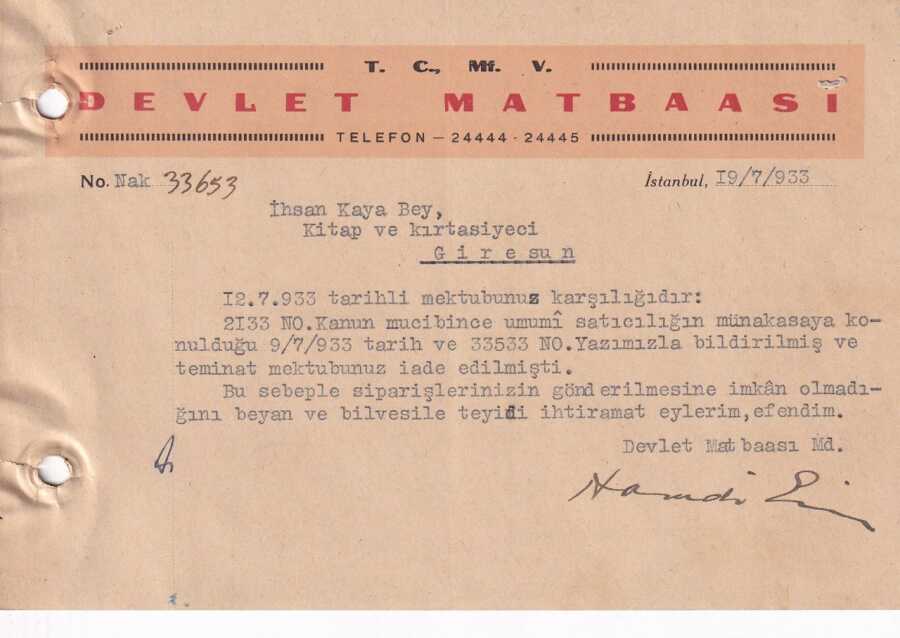 T. C., Mf. V.
DEVLET MATBAASI
TELEFON — 24444 - 24445
No. Nak 33653
İstanbul, I9/7/933
İhsan Kaya Bey,
Kitap ve kırtasiyeci
Giresun
I2.7.933 tarihli mektubunuz karşılığıdır:
2I33 NO.Kanun mucibince umumî satıcılığın münakasaya ko-
nulduğu 9/7/933 tarih ve 33533 NO.Yazımızla bildirilmiş ve
teminat mektubunuz iade edilmişti.
Bu sebeple siparişlerinizin gönderilmesine imkân olmadı-
ğını beyan ve bilvesile teyidi ihtiramat eylerim,efendim.
Devlet Matbaası Md.
Hamdi